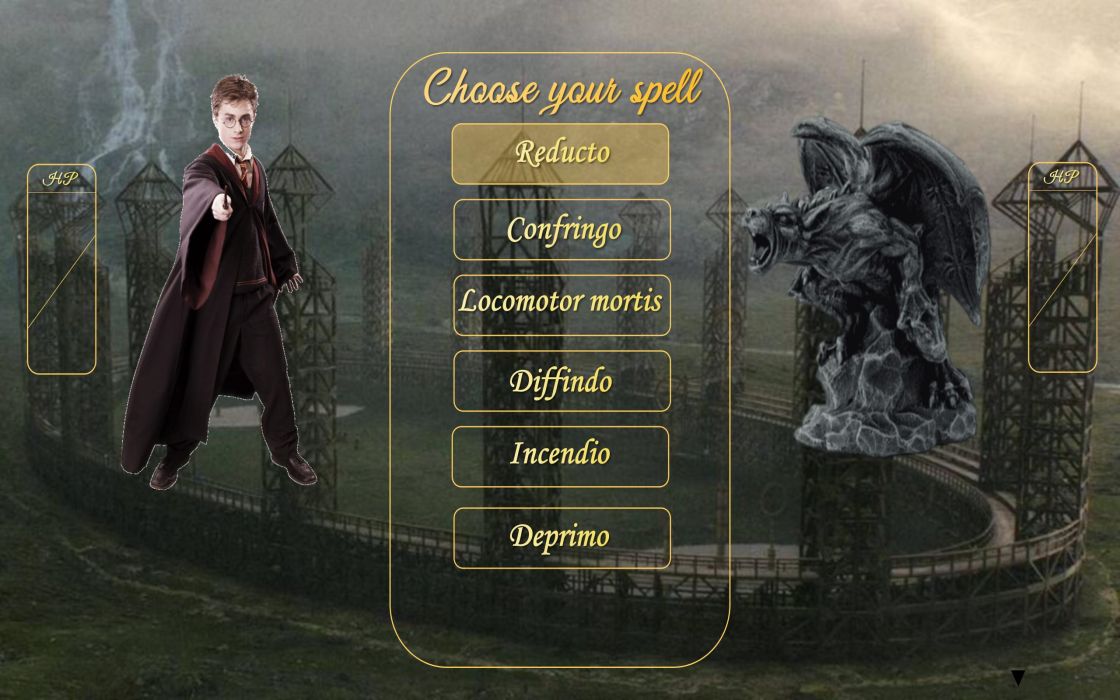 Choose your spell
HP
Reducto
HP
Confringo
Locomotor mortis
Diffindo
Incendio
Deprimo